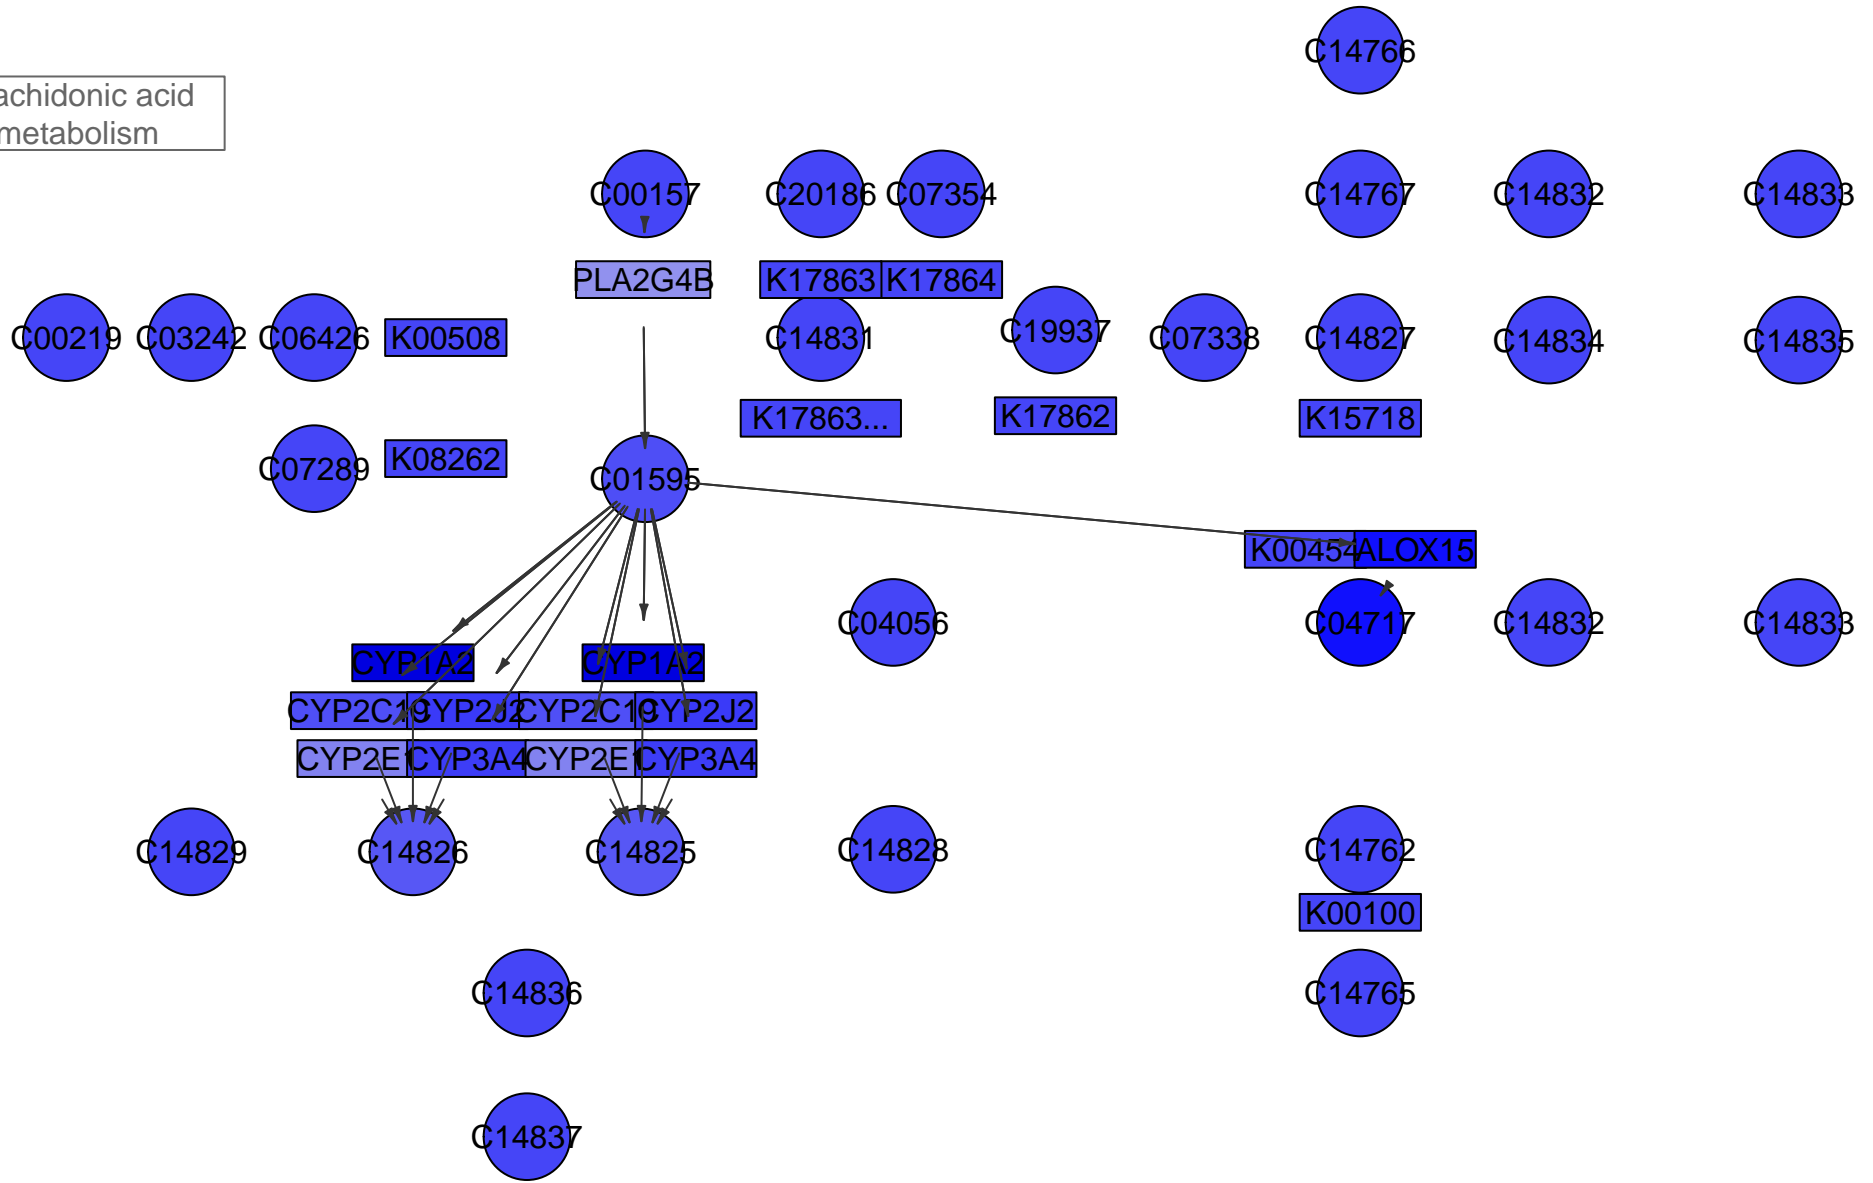 C14766
achidonic acid
metabolism
C00157
C20186
C07354
C14767
C14832
C14833
PLA2G4B
K17863
K17864
C00219
C03242
C06426
K00508
C14831
C19937
C07338
C14827
C14834
C14835
K17863...
K17862
K15718
C07289
K08262
C01595
K00454
ALOX15
C04056
C04717
C14832
C14833
CYP1A2
CYP1A2
CYP2C19
CYP2J2
CYP2C19
CYP2J2
CYP2E1
CYP3A4
CYP2E1
CYP3A4
C14829
C14826
C14825
C14828
C14762
K00100
C14836
C14765
C14837